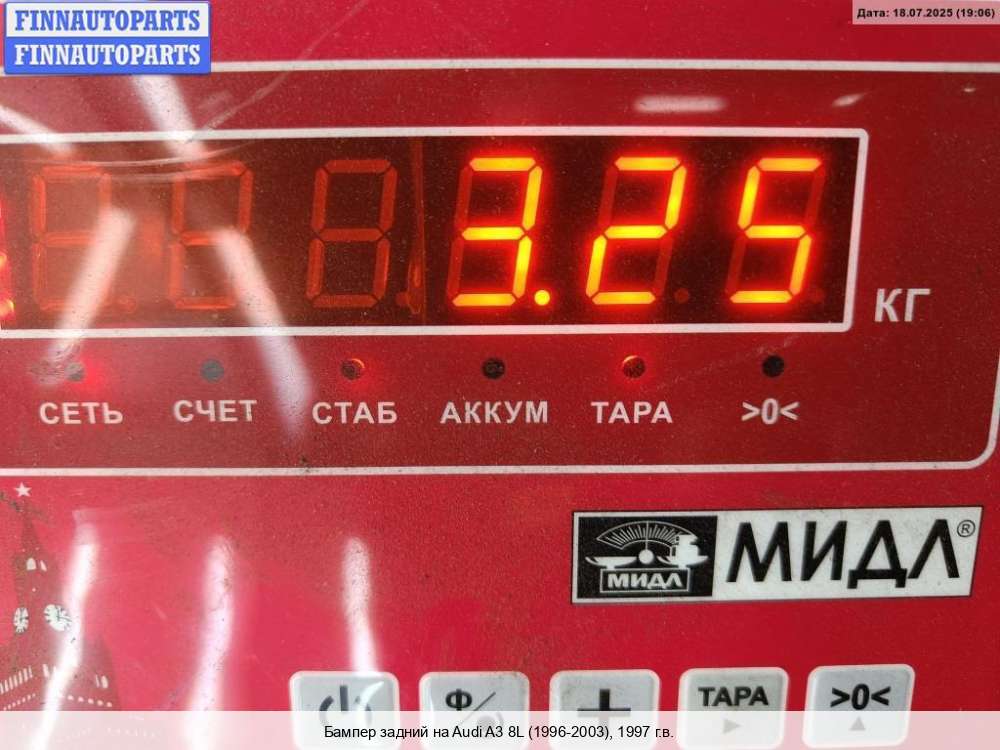 FINNAUTOPARTS
FINNAUTOPARTS
Дата: 18.07.2025 (19:06)
3.25
КГ
СЕТЬ СЧЕТ СТАБ АККУМ ТАРА >0<
МИДЛ МИДЛ®
Ф/ + ТАРА >0<
Бампер задний на Audi A3 8L (1996-2003), 1997 г.в.